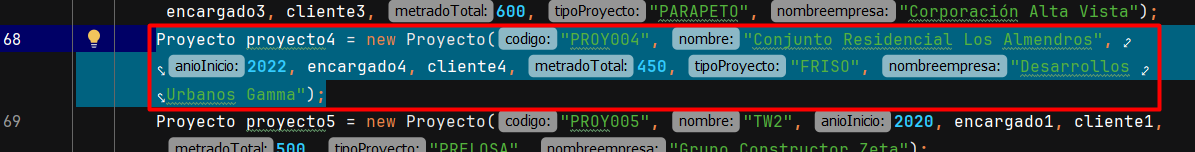 encargado3, cliente3, metradoTotal: 600, tipoProyecto: "PARAPETO", nombreempresa: "Corporación Alta Vista");
68 Proyecto proyecto4 = new Proyecto( codigo: "PROY004", nombre: "Conjunto Residencial Los Almendros",
anioInicio: 2022, encargado4, cliente4, metradoTotal: 450, tipoProyecto: "FRISO", nombreempresa: "Desarrollos
Urbanos Gamma");
69 Proyecto proyecto5 = new Proyecto( codigo: "PROY005", nombre: "TW2", anioInicio: 2020, encargado1, cliente1,
metradoTotal: 500, tipoProyecto: "PRELOSA", nombreempresa: "Grupo Constructor Zeta");